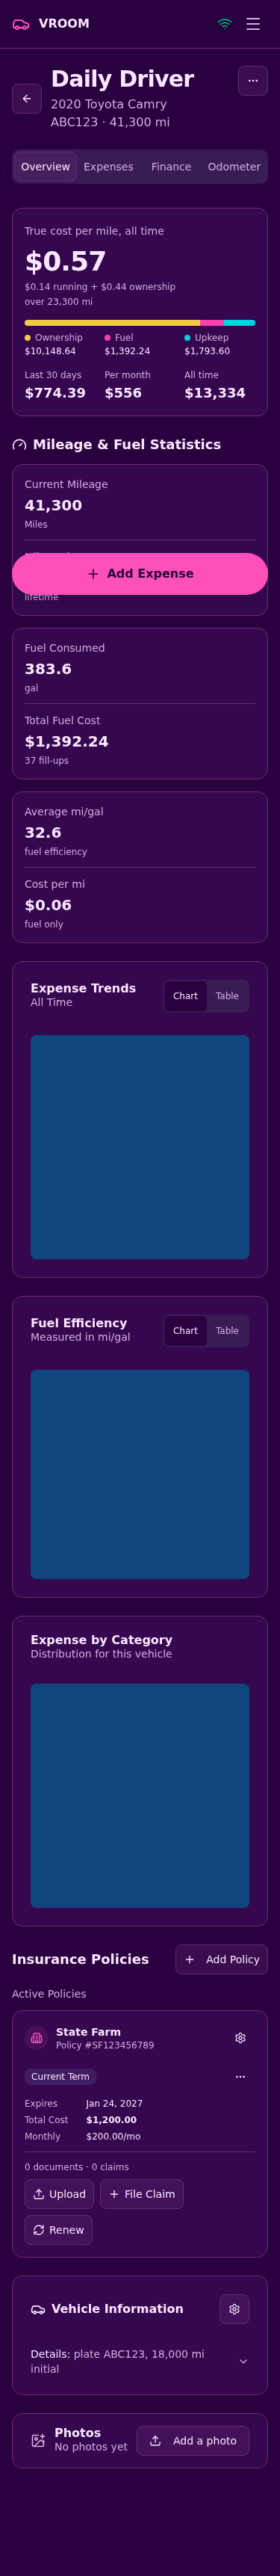 VROOM
Daily Driver
2020 Toyota Camry
ABC123 · 41,300 mi
Overview Expenses Finance Odometer
True cost per mile, all time
$0.57
$0.14 running + $0.44 ownership
over 23,300 mi
Ownership Fuel Upkeep
$10,148.64 $1,392.24 $1,793.60
Last 30 days Per month All time
$774.39 $556 $13,334
Mileage & Fuel Statistics
Current Mileage
41,300
Miles
Add Expense
lifetime
Fuel Consumed
383.6
gal
Total Fuel Cost
$1,392.24
37 fill-ups
Average mi/gal
32.6
fuel efficiency
Cost per mi
$0.06
fuel only
Expense Trends
All Time
Chart Table
Fuel Efficiency
Measured in mi/gal
Chart Table
Expense by Category
Distribution for this vehicle
Insurance Policies
Add Policy
Active Policies
State Farm
Policy #SF123456789
Current Term
Expires Jan 24, 2027
Total Cost $1,200.00
Monthly $200.00/mo
0 documents · 0 claims
Upload File Claim
Renew
Vehicle Information
Details: plate ABC123, 18,000 mi
initial
Photos
No photos yet
Add a photo